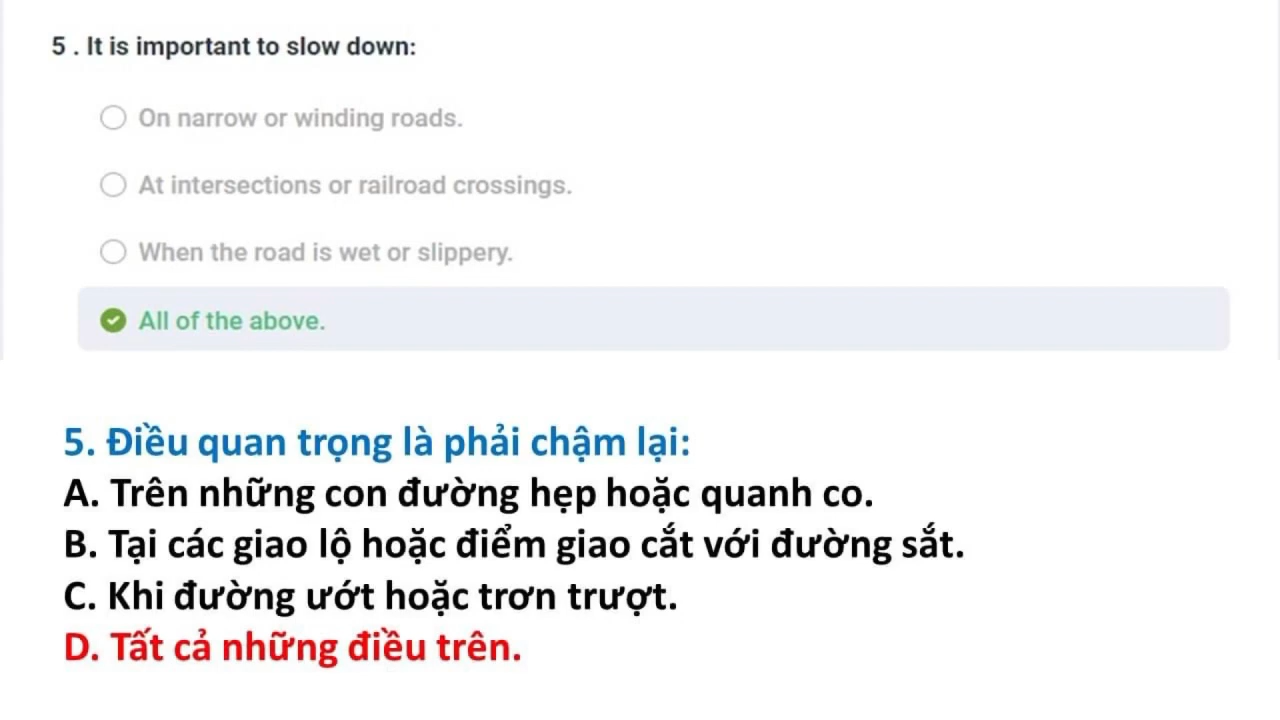 5 . It is important to slow down:
On narrow or winding roads.
At intersections or railroad crossings.
When the road is wet or slippery.
All of the above.
5. Điều quan trọng là phải chậm lại:
A. Trên những con đường hẹp hoặc quanh co.
B. Tại các giao lộ hoặc điểm giao cắt với đường sắt.
C. Khi đường ướt hoặc trơn trượt.
D. Tất cả những điều trên.